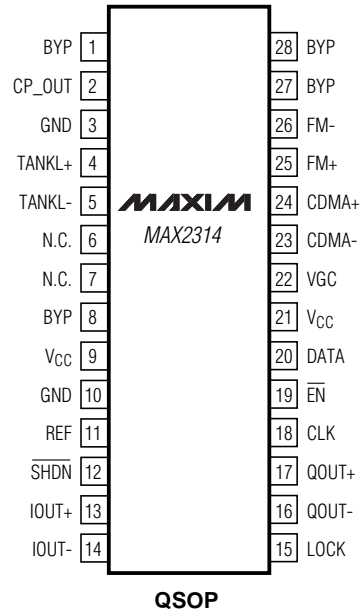 BYP 1 28 BYP
CP_OUT 2 27 BYP
GND 3 26 FM-
TANKL+ 4 25 FM+
TANKL- 5 MAXIM 24 CDMA+
N.C. 6 MAX2314 23 CDMA-
N.C. 7 22 VGC
BYP 8 21 VCC
VCC 9 20 DATA
GND 10 19 E̅N̅
REF 11 18 CLK
S̅H̅D̅N̅ 12 17 QOUT+
IOUT+ 13 16 QOUT-
IOUT- 14 15 LOCK
QSOP